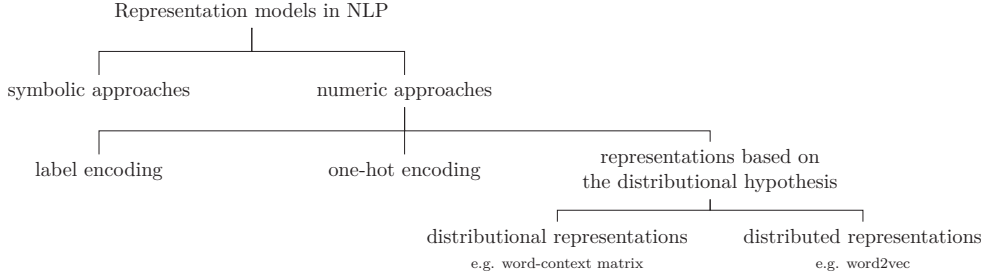 Representation models in NLP
symbolic approaches
numeric approaches
label encoding
one-hot encoding
representations based on
the distributional hypothesis
distributional representations
e.g. word-context matrix
distributed representations
e.g. word2vec